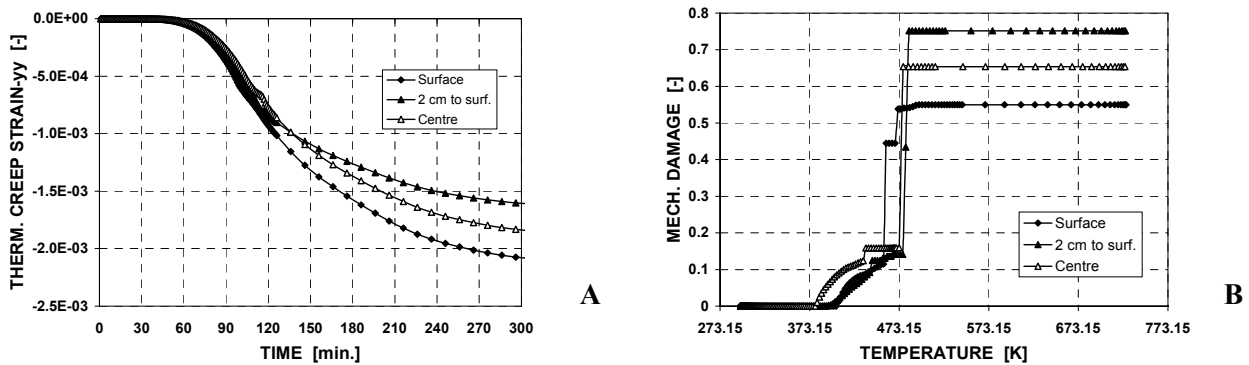 THERM. CREEP STRAIN-yy [-]
0.0E+00
-5.0E-04
-1.0E-03
-1.5E-03
-2.0E-03
-2.5E-03
0 30 60 90 120 150 180 210 240 270 300
TIME [min.]
Surface
2 cm to surf.
Centre
A
MECH. DAMAGE [-]
0.8
0.7
0.6
0.5
0.4
0.3
0.2
0.1
0
273.15 373.15 473.15 573.15 673.15 773.15
TEMPERATURE [K]
Surface
2 cm to surf.
Centre
B